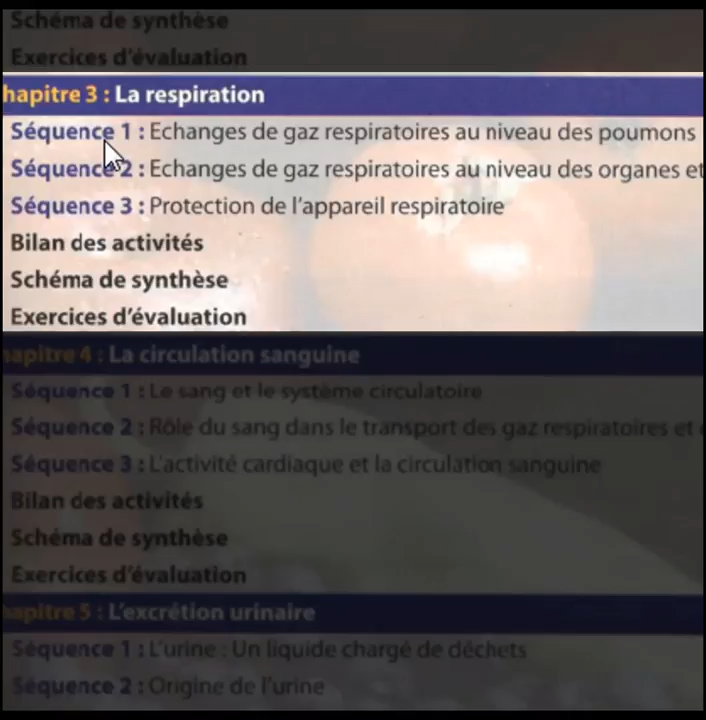 Schéma de synthèse
Exercices d'évaluation
hapitre 3 : La respiration
Séquence 1 : Echanges de gaz respiratoires au niveau des poumons
Séquence 2 : Echanges de gaz respiratoires au niveau des organes et
Séquence 3 : Protection de l'appareil respiratoire
Bilan des activités
Schéma de synthèse
Exercices d'évaluation
hapitre 4 : La circulation sanguine
Séquence 1 : Le sang et le système circulatoire
Séquence 2 : Rôle du sang dans le transport des gaz respiratoires et
Séquence 3 : L'activité cardiaque et la circulation sanguine
Bilan des activités
Schéma de synthèse
Exercices d'évaluation
hapitre 5 : L'excrétion urinaire
Séquence 1 : L'urine : Un liquide chargé de déchets
Séquence 2 : Origine de l'urine